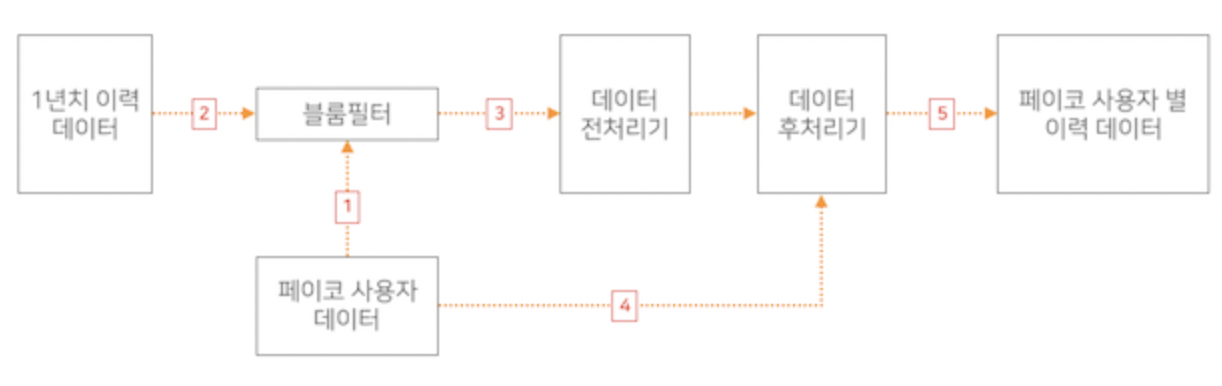 1년치 이력
데이터
2
블룸필터
3
데이터
전처리기
데이터
후처리기
5
페이코 사용자 별
이력 데이터
1
페이코 사용자
데이터
4